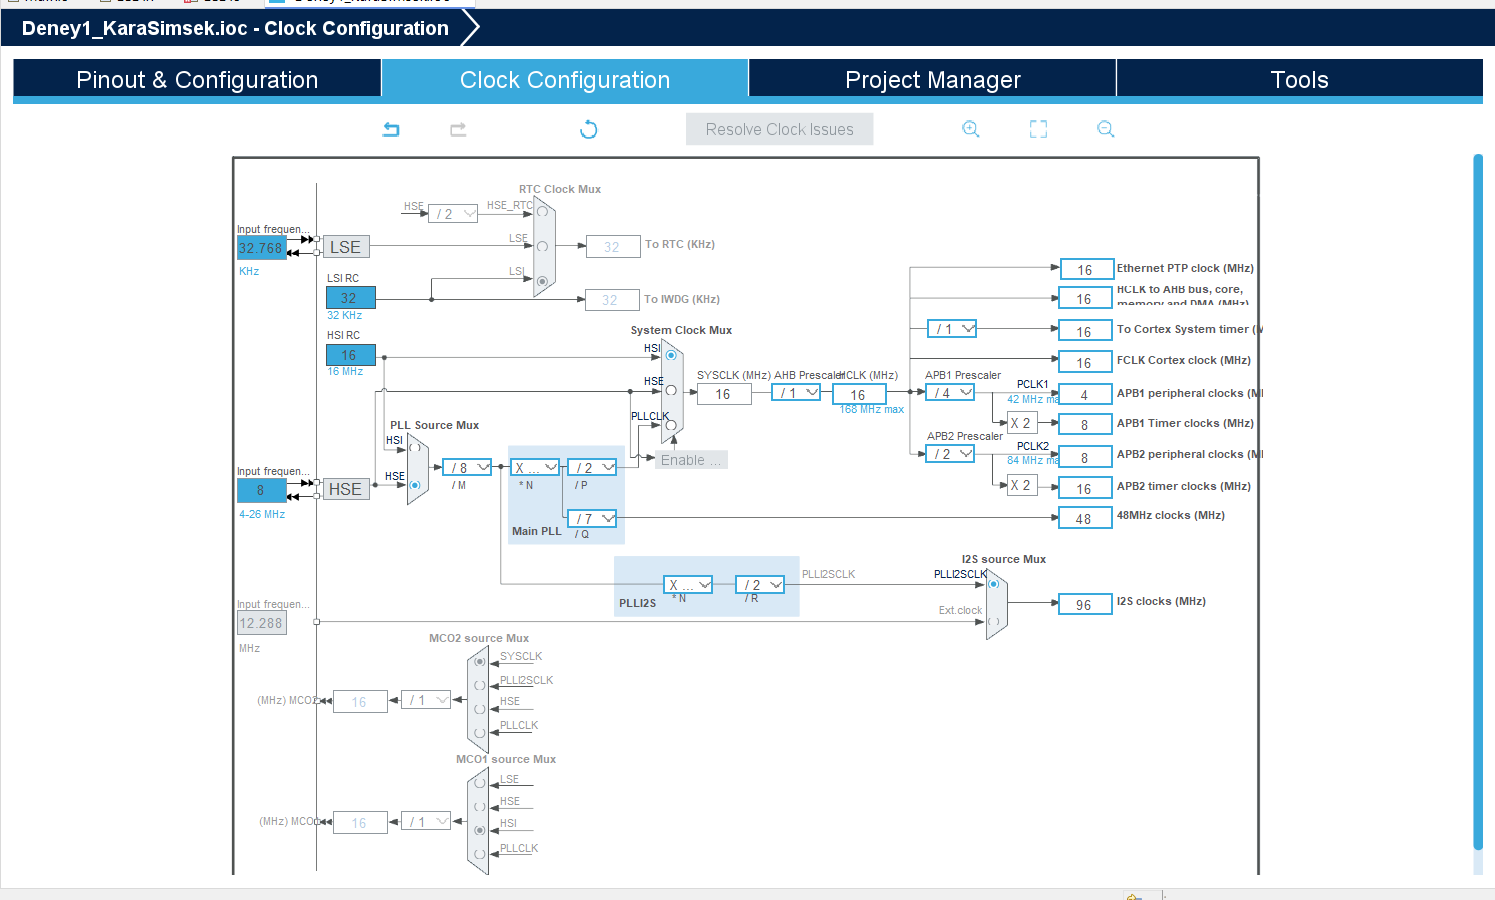 Deney1_KaraSimsek.ioc - Clock Configuration
Pinout & Configuration
Clock Configuration
Project Manager
Tools
Resolve Clock Issues
RTC Clock Mux
HSE
/ 2
HSE_RTC
Input frequen...
32.768
KHz
LSE
LSE
32
To RTC (KHz)
LSI RC
LSI
32
32 KHz
32
To IWDG (KHz)
HSI RC
16
16 MHz
System Clock Mux
HSI
HSE
PLLCLK
SYSCLK (MHz)
16
AHB Prescaler
/ 1
HCLK (MHz)
16
168 MHz max
16
Ethernet PTP clock (MHz)
16
HCLK to AHB bus, core,
memory and DMA (MHz)
/ 1
16
To Cortex System timer (M
16
FCLK Cortex clock (MHz)
APB1 Prescaler
/ 4
PCLK1
42 MHz ma
4
APB1 peripheral clocks (M
X 2
8
APB1 Timer clocks (MHz)
APB2 Prescaler
/ 2
PCLK2
84 MHz ma
8
APB2 peripheral clocks (M
X 2
16
APB2 timer clocks (MHz)
PLL Source Mux
HSI
HSE
Input frequen...
8
4-26 MHz
HSE
/ 8
/ M
X ...
* N
/ 2
/ P
Enable ...
/ 7
/ Q
Main PLL
48
48MHz clocks (MHz)
X ...
* N
/ 2
/ R
PLLI2S
PLLI2SCLK
I2S source Mux
PLLI2SCLK
Ext.clock
96
I2S clocks (MHz)
Input frequen...
12.288
MHz
MCO2 source Mux
SYSCLK
PLLI2SCLK
HSE
PLLCLK
(MHz) MCO2
16
/ 1
MCO1 source Mux
LSE
HSE
HSI
PLLCLK
(MHz) MCO
16
/ 1